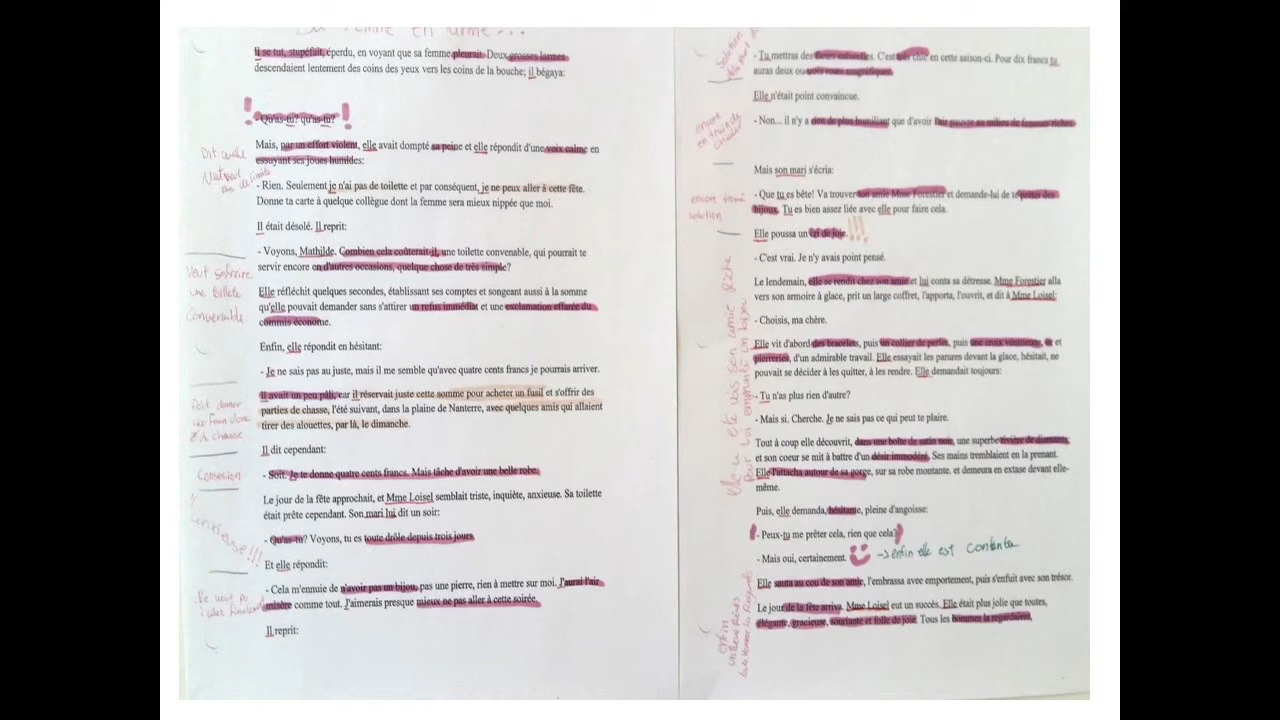 Il se tut, stupéfait, éperdu, en voyant que sa femme pleurait. Deux grosses larmes
descendaient lentement des coins des yeux vers les coins de la bouche; il bégaya:
! - Qu'as-tu? qu'as-tu? !
Mais, par un effort violent, elle avait dompté sa peine et elle répondit d'une voix calme en
essuyant ses joues humides:
- Rien. Seulement je n'ai pas de toilette et par conséquent, je ne peux aller à cette fête.
Donne ta carte à quelque collègue dont la femme sera mieux nippée que moi.
Il était désolé. Il reprit:
- Voyons, Mathilde. Combien cela coûterait-il, une toilette convenable, qui pourrait te
servir encore en d'autres occasions, quelque chose de très simple?
Veut
une
convenable
Elle réfléchit quelques secondes, établissant ses comptes et songeant aussi à la somme
qu'elle pouvait demander sans s'attirer un refus immédiat et une exclamation effarée du
commis économe.
Enfin, elle répondit en hésitant:
- Je ne sais pas au juste, mais il me semble qu'avec quatre cents francs je pourrais arriver.
Il avait un peu pâli, car il réservait juste cette somme pour acheter un fusil et s'offrir des
parties de chasse, l'été suivant, dans la plaine de Nanterre, avec quelques amis qui allaient
tirer des alouettes, par là, le dimanche.
Doit donner
de chasse
Il dit cependant:
- Soit. Je te donne quatre cents francs. Mais tâche d'avoir une belle robe.
Le jour de la fête approchait, et Mme Loisel semblait triste, inquiète, anxieuse. Sa toilette
était prête cependant. Son mari lui dit un soir:
- Qu'as-tu? Voyons, tu es toute drôle depuis trois jours.
Et elle répondit:
- Cela m'ennuie de n'avoir pas un bijou, pas une pierre, rien à mettre sur moi. J'aurai l'air
misère comme tout. J'aimerais presque mieux ne pas aller à cette soirée.
Il reprit:
- Tu mettras des fleurs naturelles. C'est très chic en cette saison-ci. Pour dix francs tu
auras deux ou trois roses magnifiques.
Elle n'était point convaincue.
- Non... il n'y a rien de plus humiliant que d'avoir l'air pauvre au milieu de femmes riches.
encore
en train de
Mais son mari s'écria:
- Que tu es bête! Va trouver ton amie Mme Forestier et demande-lui de te prêter des
bijoux. Tu es bien assez liée avec elle pour faire cela.
encore
solution
Elle poussa un cri de joie. !!!
- C'est vrai. Je n'y avais point pensé.
Le lendemain, elle se rendit chez son amie et lui conta sa détresse. Mme Forestier alla
vers son armoire à glace, prit un large coffret, l'apporta, l'ouvrit, et dit à Mme Loisel:
- Choisis, ma chère.
Elle vit d'abord des bracelets, puis un collier de perles, puis une croix vénitienne, or et
pierreries, d'un admirable travail. Elle essayait les parures devant la glace, hésitait, ne
pouvait se décider à les quitter, à les rendre. Elle demandait toujours:
- Tu n'as plus rien d'autre?
- Mais si. Cherche. Je ne sais pas ce qui peut te plaire.
Tout à coup elle découvrit, dans une boîte de satin noir, une superbe rivière de diamants;
et son coeur se mit à battre d'un désir immodéré. Ses mains tremblaient en la prenant.
Elle l'attacha autour de sa gorge, sur sa robe montante. et demeura en extase devant elle-
même.
Puis, elle demanda, hésitante, pleine d'angoisse:
- Peux-tu me prêter cela, rien que cela?
- Mais oui, certainement. → enfin elle est contente
Elle sauta au cou de son amie, l'embrassa avec emportement, puis s'enfuit avec son trésor.
Le jour de la fête arriva. Mme Loisel eut un succès. Elle était plus jolie que toutes,
élégante, gracieuse, souriante et folle de joie. Tous les hommes la regardaient,
enfin